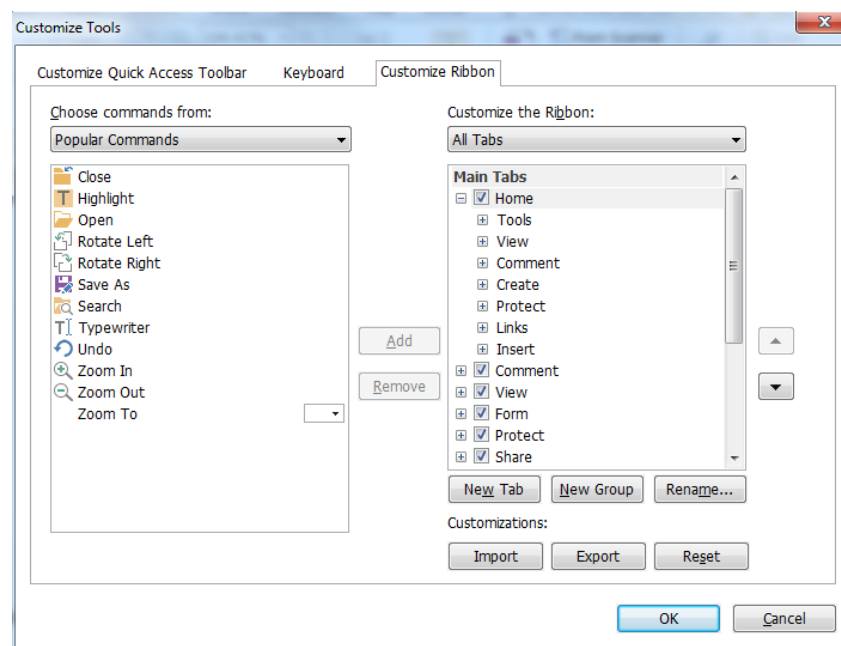 Customize Tools
Customize Quick Access Toolbar Keyboard Customize Ribbon
Choose commands from:
Popular Commands
Close
Highlight
Open
Rotate Left
Rotate Right
Save As
Search
Typewriter
Undo
Zoom In
Zoom Out
Zoom To
Add
Remove
Customize the Ribbon:
All Tabs
Main Tabs
Home
Tools
View
Comment
Create
Protect
Links
Insert
Comment
View
Form
Protect
Share
New Tab New Group Rename...
Customizations:
Import Export Reset
OK Cancel